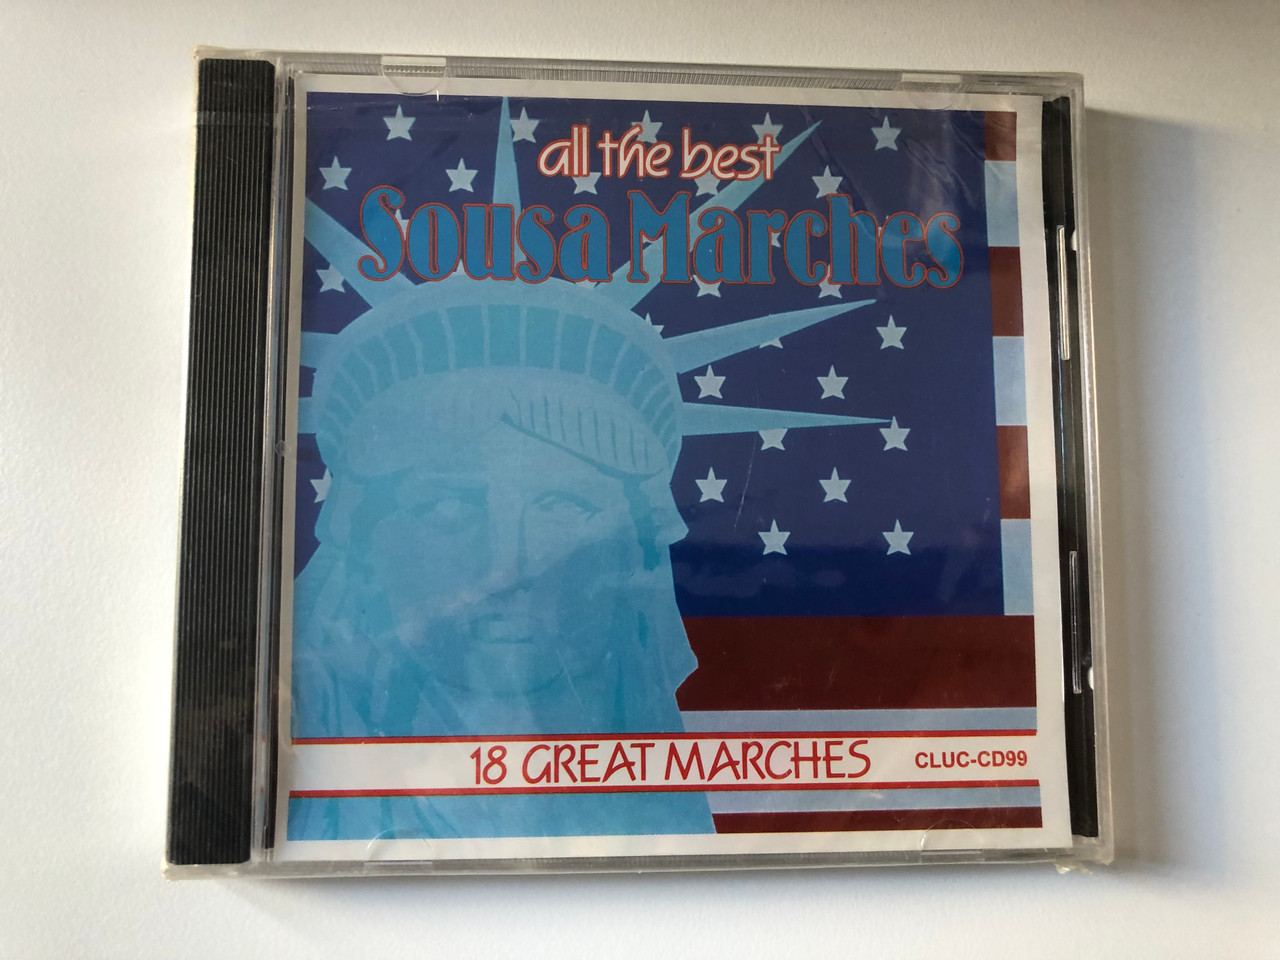 all the best
Sousa Marches
18 GREAT MARCHES CLUC-CD99